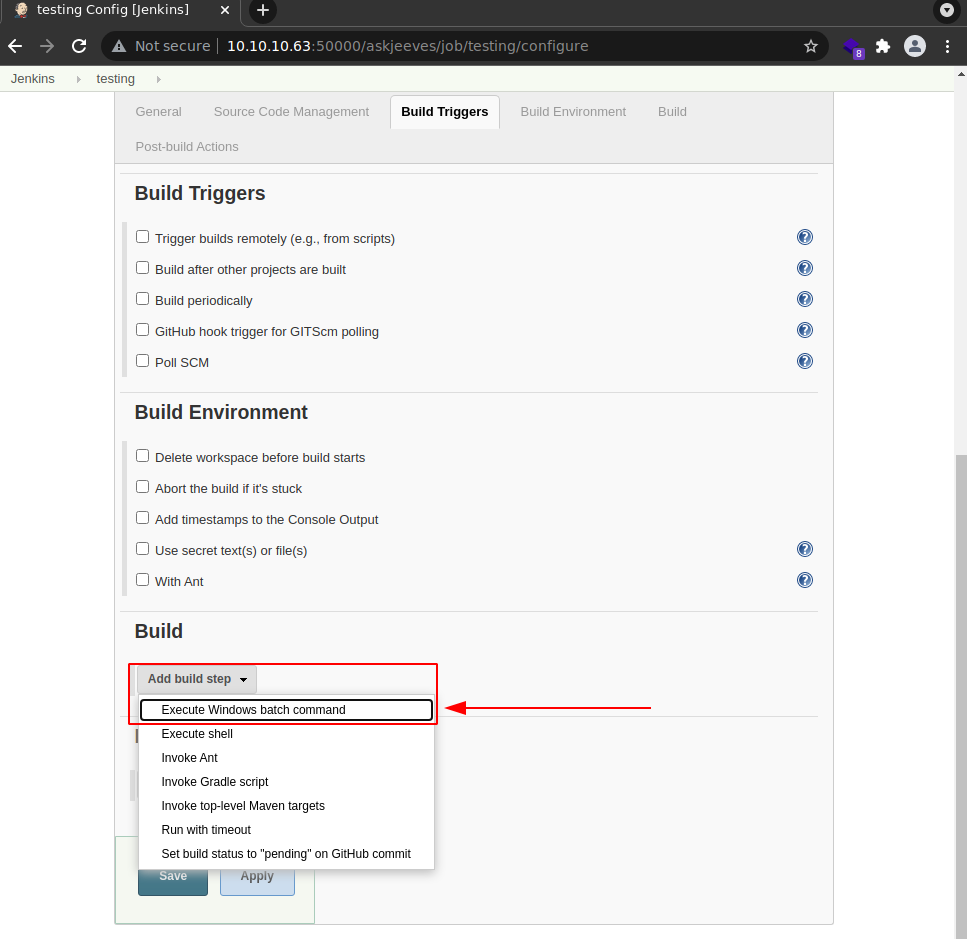 testing Config [Jenkins]
Not secure | 10.10.10.63:50000/askjeeves/job/testing/configure
8
Jenkins
testing
General
Source Code Management
Build Triggers
Build Environment
Build
Post-build Actions
Build Triggers
Trigger builds remotely (e.g., from scripts)
Build after other projects are built
Build periodically
GitHub hook trigger for GITScm polling
Poll SCM
Build Environment
Delete workspace before build starts
Abort the build if it's stuck
Add timestamps to the Console Output
Use secret text(s) or file(s)
With Ant
Build
Add build step
Execute Windows batch command
Execute shell
Invoke Ant
Invoke Gradle script
Invoke top-level Maven targets
Run with timeout
Set build status to "pending" on GitHub commit
Save
Apply